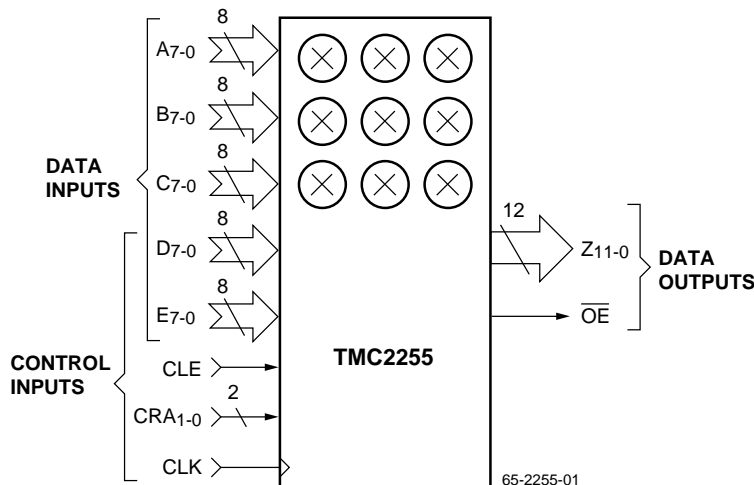 8
A7-0
8
B7-0
8
DATA
INPUTS
C7-0
8
D7-0
12
Z11-0
DATA
OUTPUTS
8
E7-0
OE
CONTROL
INPUTS
CLE
TMC2255
2
CRA1-0
CLK
65-2255-01